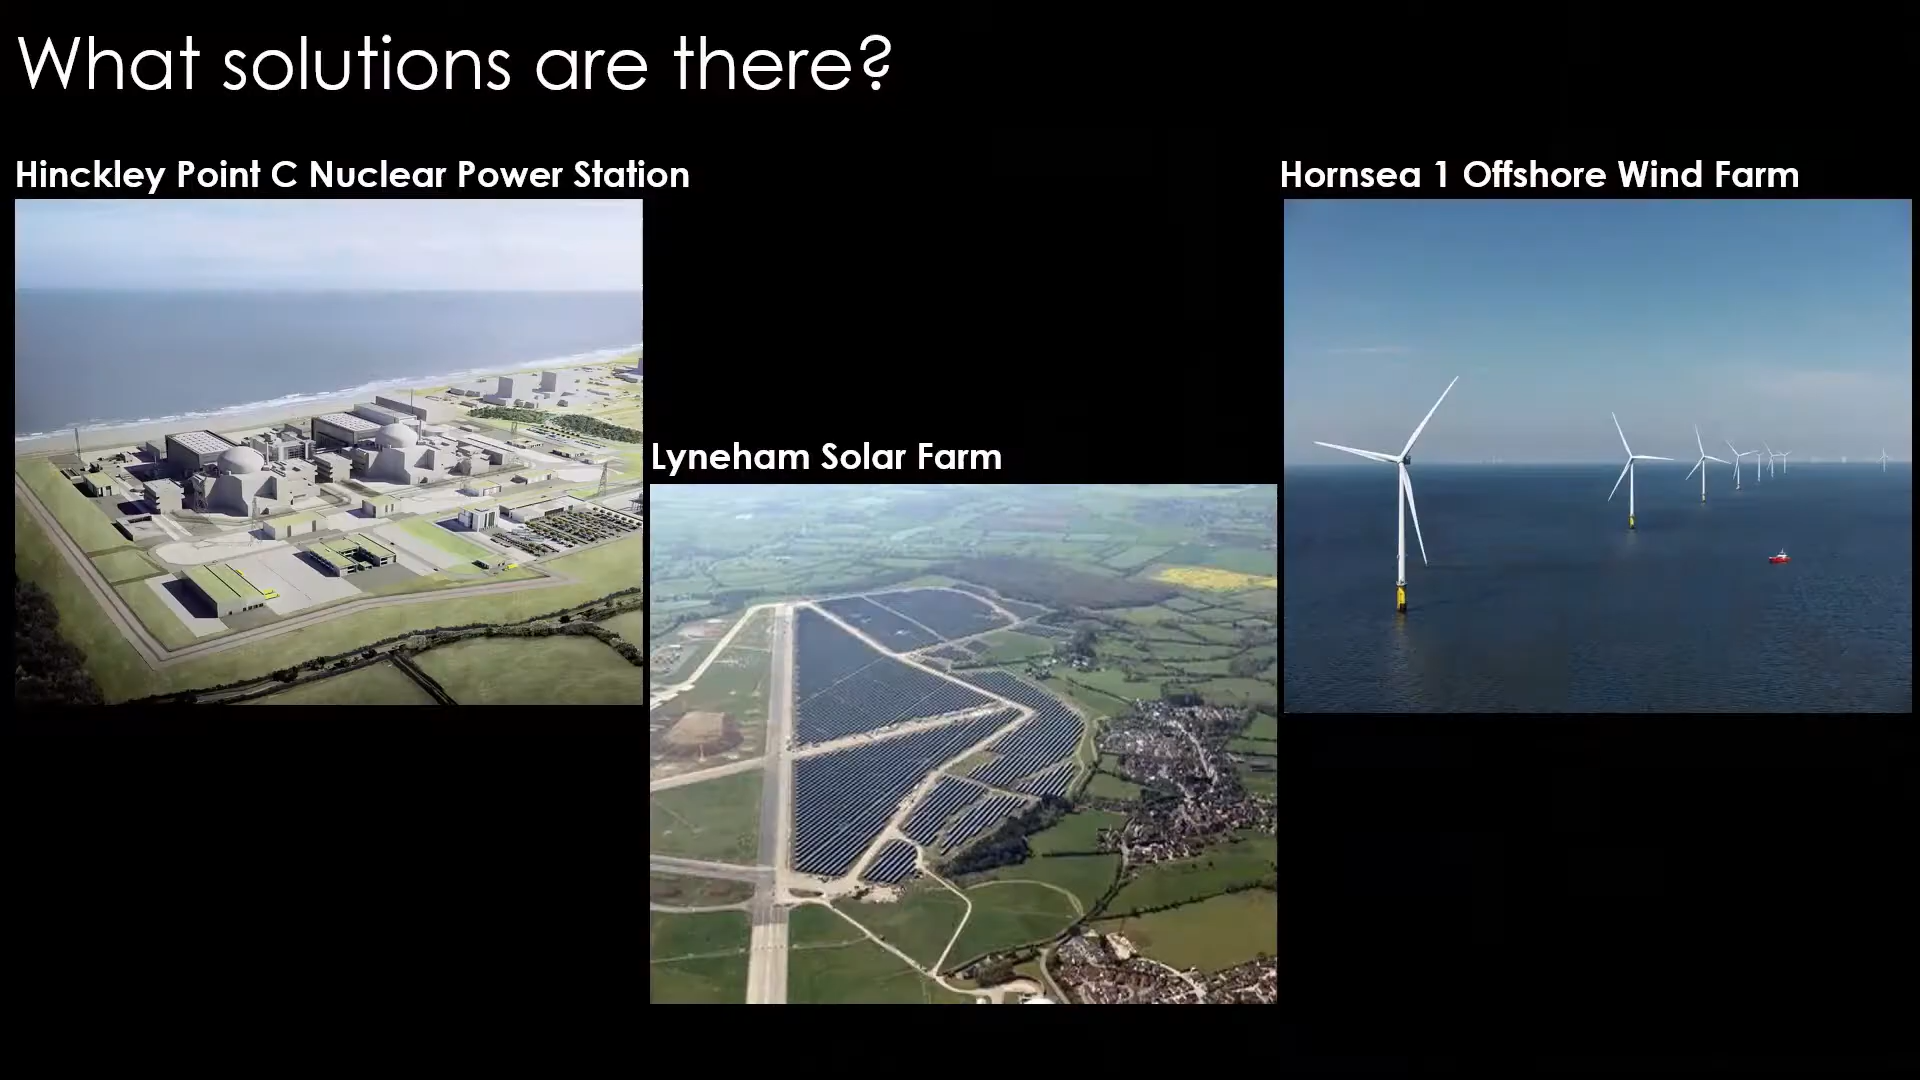 What solutions are there?
Hinckley Point C Nuclear Power Station
Hornsea 1 Offshore Wind Farm
Lyneham Solar Farm